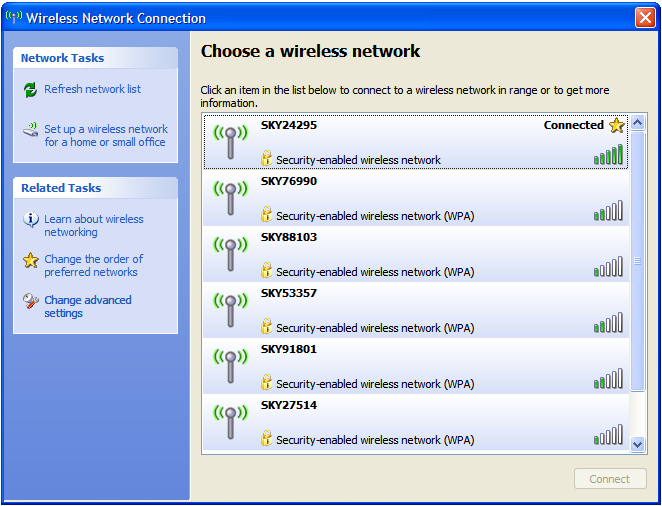 Wireless Network Connection
Network Tasks
Refresh network list
Set up a wireless network
for a home or small office
Related Tasks
Learn about wireless
networking
Change the order of
preferred networks
Change advanced
settings
Choose a wireless network
Click an item in the list below to connect to a wireless network in range or to get more
information.
SKY24295 Connected
Security-enabled wireless network
SKY76990
Security-enabled wireless network (WPA)
SKY88103
Security-enabled wireless network (WPA)
SKY53357
Security-enabled wireless network (WPA)
SKY91801
Security-enabled wireless network (WPA)
SKY27514
Security-enabled wireless network (WPA)
Connect